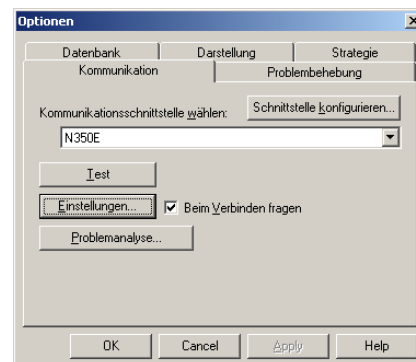 Optionen
Datenbank Darstellung Strategie
Kommunikation Problembehebung
Kommunikationsschnittstelle wählen: Schnittstelle konfigurieren...
N350E
Test
Einstellungen... Beim Verbinden fragen
Problemanalyse...
OK Cancel Apply Help